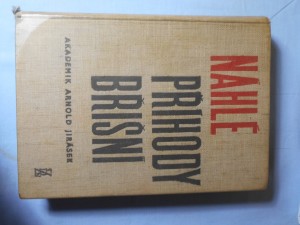 NÁHLÉ
PŘÍHODY
BŘIŠNÍ
AKADEMIK ARNOLD JIRÁSEK